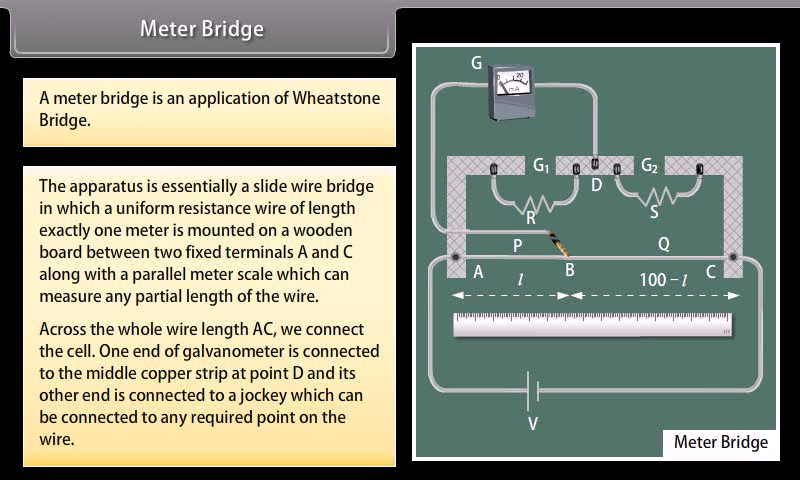 Meter Bridge
A meter bridge is an application of Wheatstone
Bridge.
The apparatus is essentially a slide wire bridge
in which a uniform resistance wire of length
exactly one meter is mounted on a wooden
board between two fixed terminals A and C
along with a parallel meter scale which can
measure any partial length of the wire.
Across the whole wire length AC, we connect
the cell. One end of galvanometer is connected
to the middle copper strip at point D and its
other end is connected to a jockey which can
be connected to any required point on the
wire.
G
0 20
mA
G₁ G₂
D
R S
P Q
A B C
l 100 – l
V
Meter Bridge